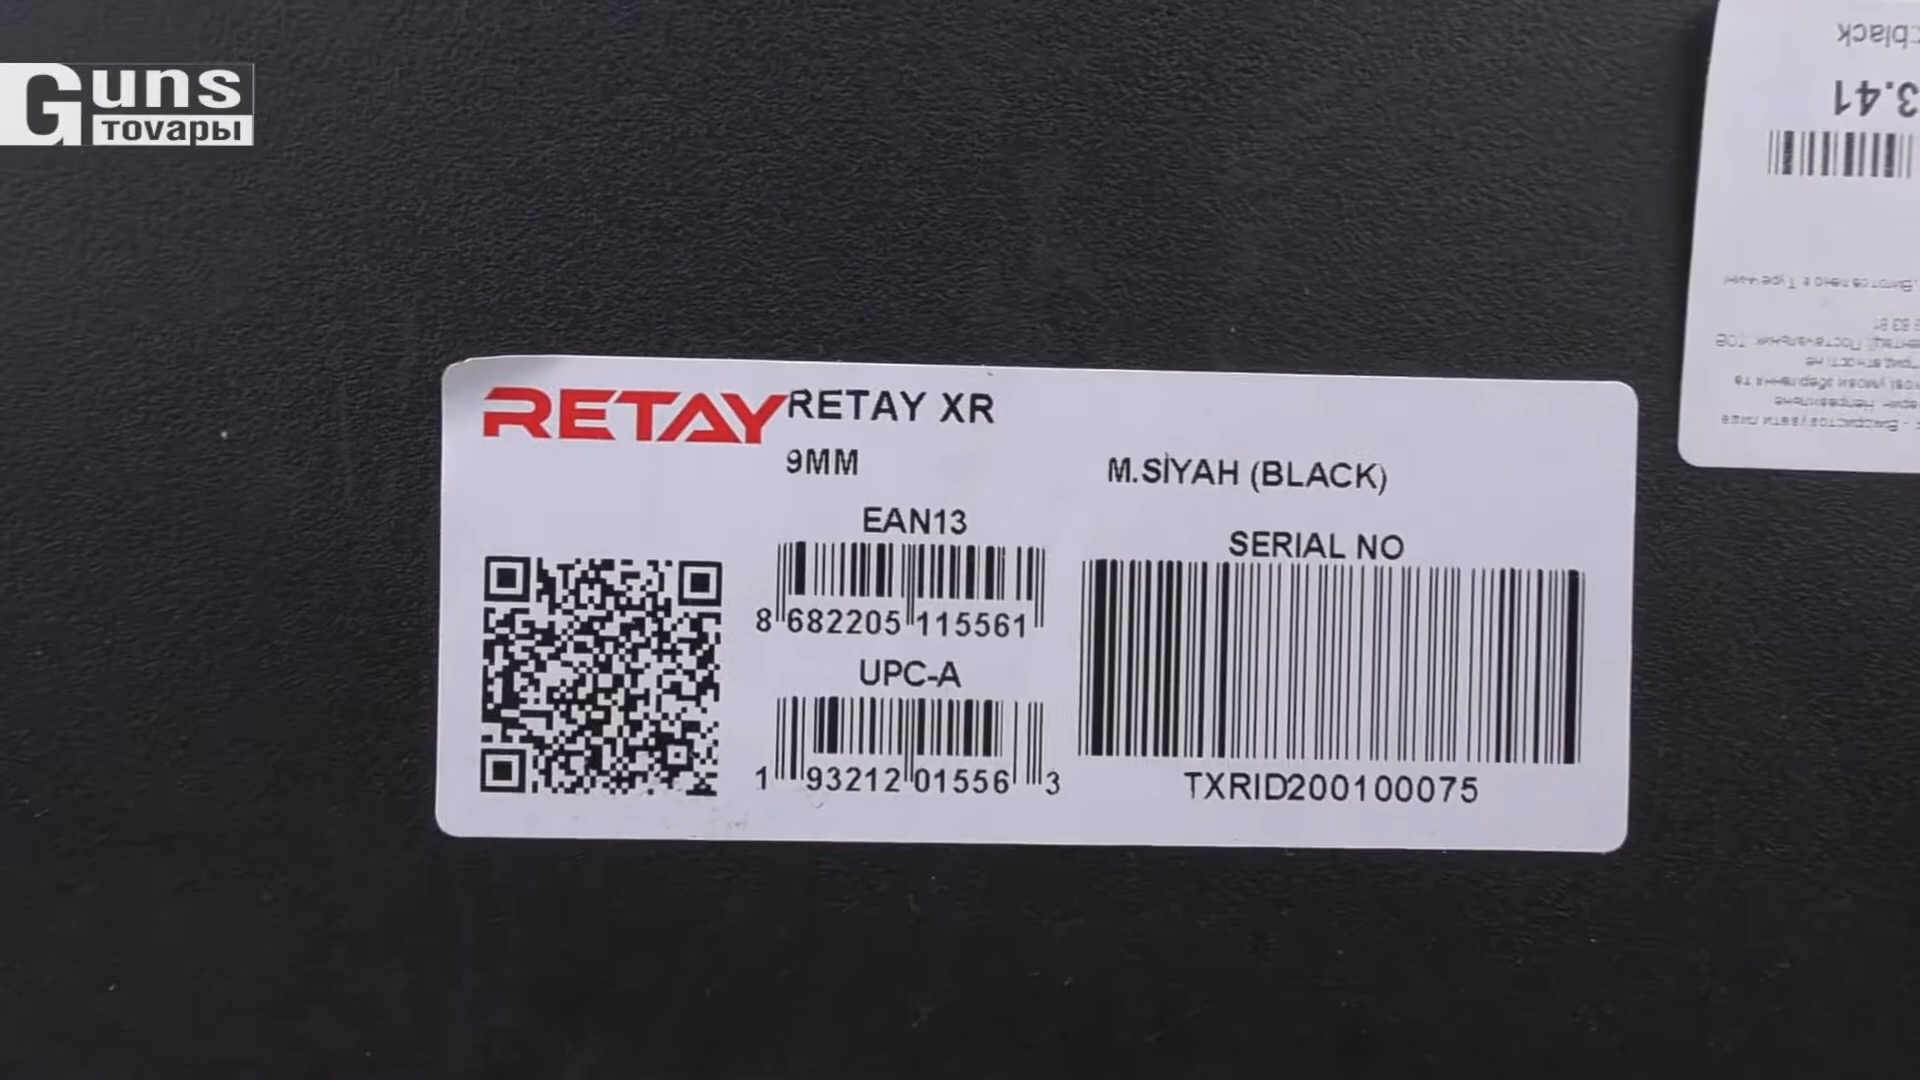 Guns
товары
RETAY RETAY XR
9MM
M.SİYAH (BLACK)
EAN13
8 682205 115561
UPC-A
1 93212 01556 3
SERIAL NO
TXRID200100075
black
3.41